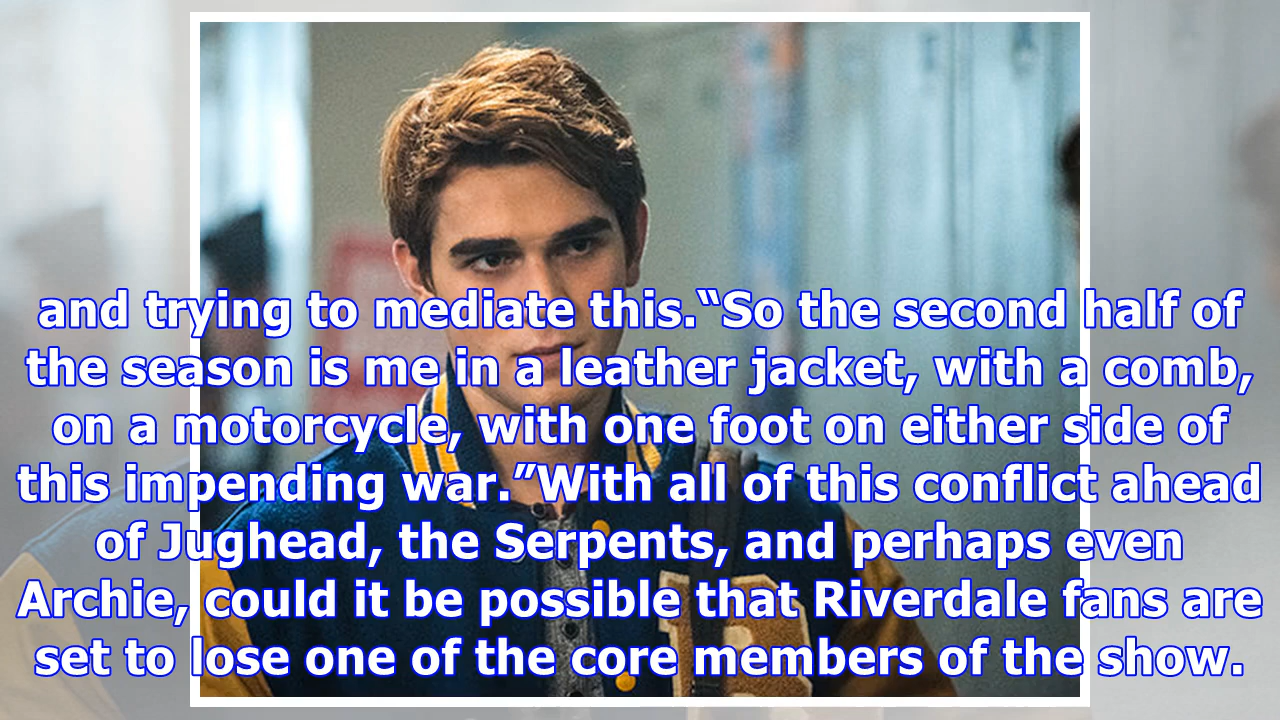 and trying to mediate this.“So the second half of
the season is me in a leather jacket, with a comb,
on a motorcycle, with one foot on either side of
this impending war.”With all of this conflict ahead
of Jughead, the Serpents, and perhaps even
Archie, could it be possible that Riverdale fans are
set to lose one of the core members of the show.